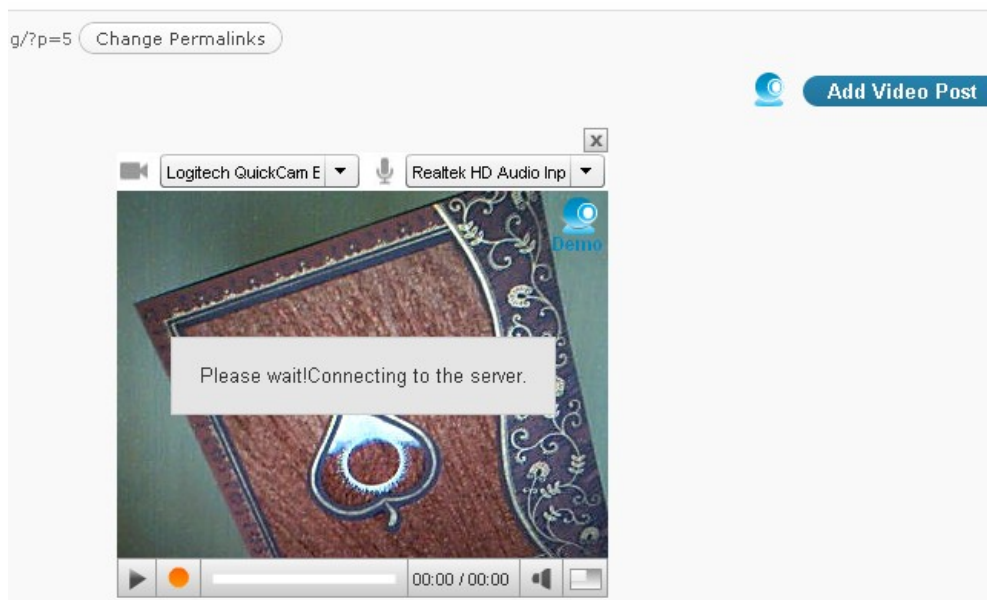 g/?p=5 Change Permalinks
Add Video Post
x
Logitech QuickCam E Realtek HD Audio Inp
Demo
Please wait!Connecting to the server.
00:00 / 00:00